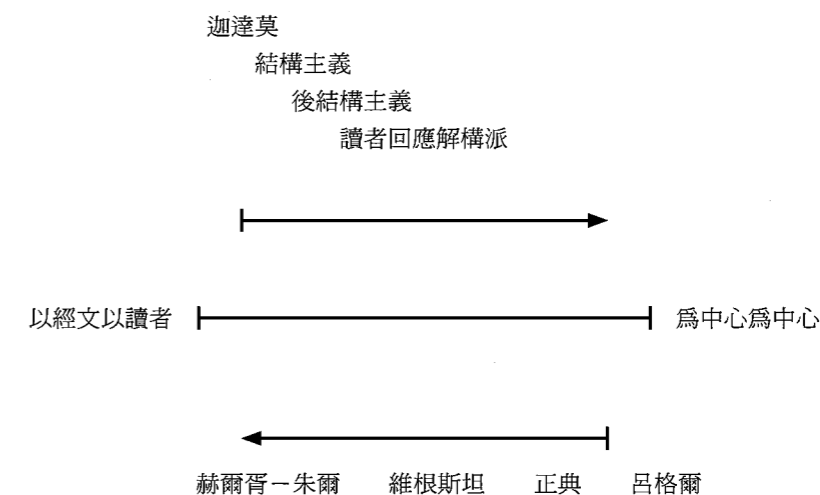 迦達莫
結構主義
後結構主義
讀者回應解構派
以經文以讀者 爲中心爲中心
赫爾胥－朱爾 維根斯坦 正典 呂格爾